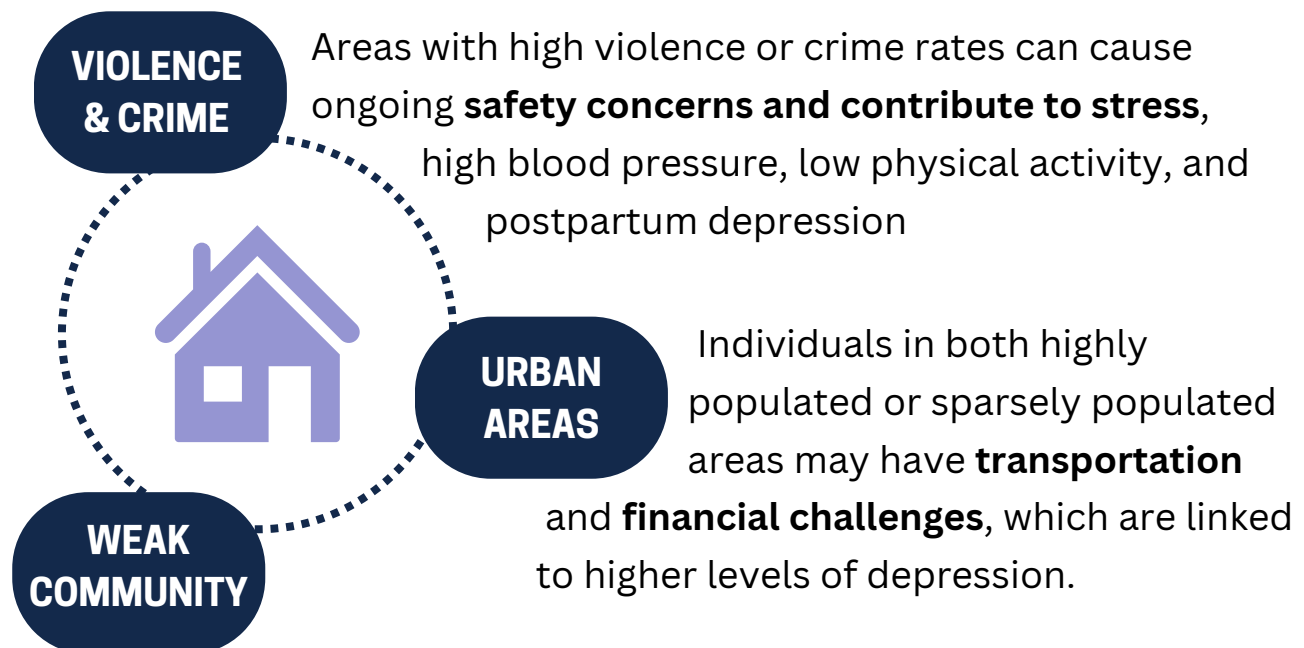 VIOLENCE
& CRIME
Areas with high violence or crime rates can cause
ongoing safety concerns and contribute to stress,
high blood pressure, low physical activity, and
postpartum depression
URBAN
AREAS
Individuals in both highly
populated or sparsely populated
areas may have transportation
and financial challenges, which are linked
to higher levels of depression.
WEAK
COMMUNITY